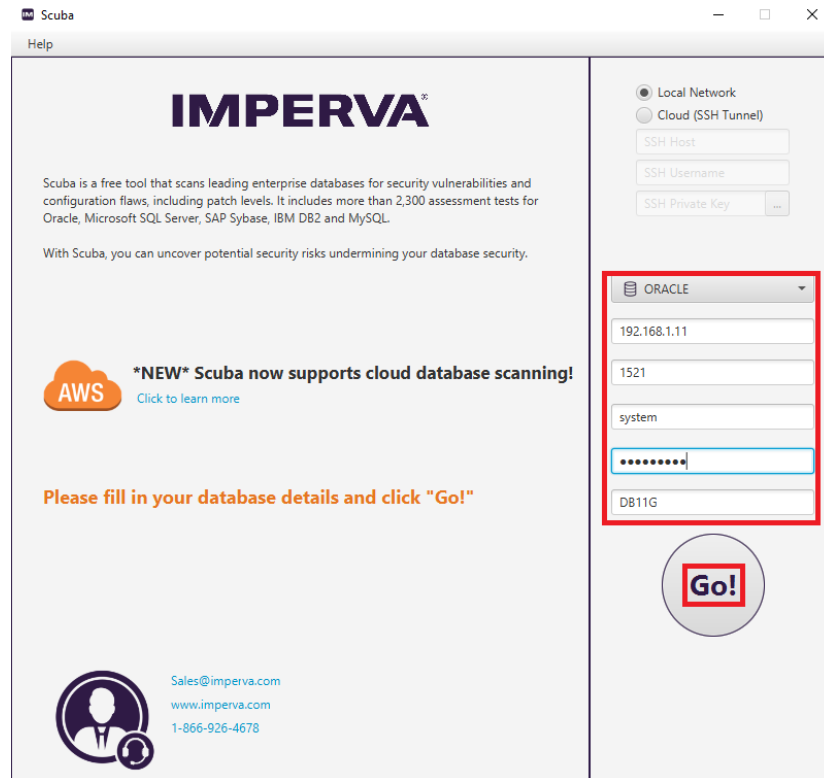 Scuba
Help
IMPERVA®
Scuba is a free tool that scans leading enterprise databases for security vulnerabilities and
configuration flaws, including patch levels. It includes more than 2,300 assessment tests for
Oracle, Microsoft SQL Server, SAP Sybase, IBM DB2 and MySQL.
With Scuba, you can uncover potential security risks undermining your database security.
AWS
*NEW* Scuba now supports cloud database scanning!
Click to learn more
Please fill in your database details and click "Go!"
Sales@imperva.com
www.imperva.com
1-866-926-4678
Local Network
Cloud (SSH Tunnel)
SSH Host
SSH Username
SSH Private Key ...
ORACLE
192.168.1.11
1521
system
•••••••••
DB11G
Go!